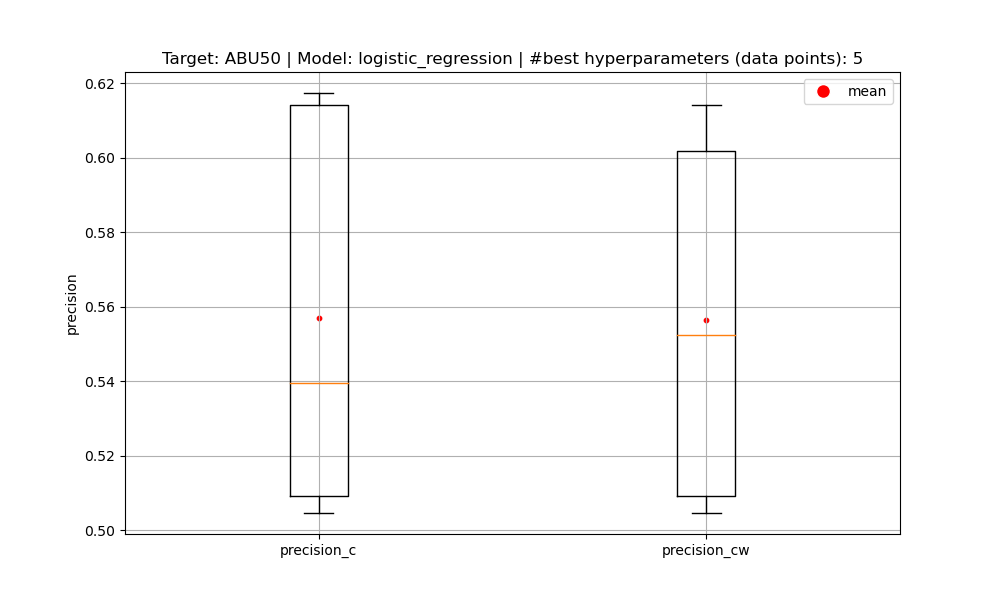 Target: ABU50 | Model: logistic_regression | #best hyperparameters (data points): 5
mean
0.62
0.60
0.58
0.56
0.54
0.52
0.50
precision
precision_c
precision_cw